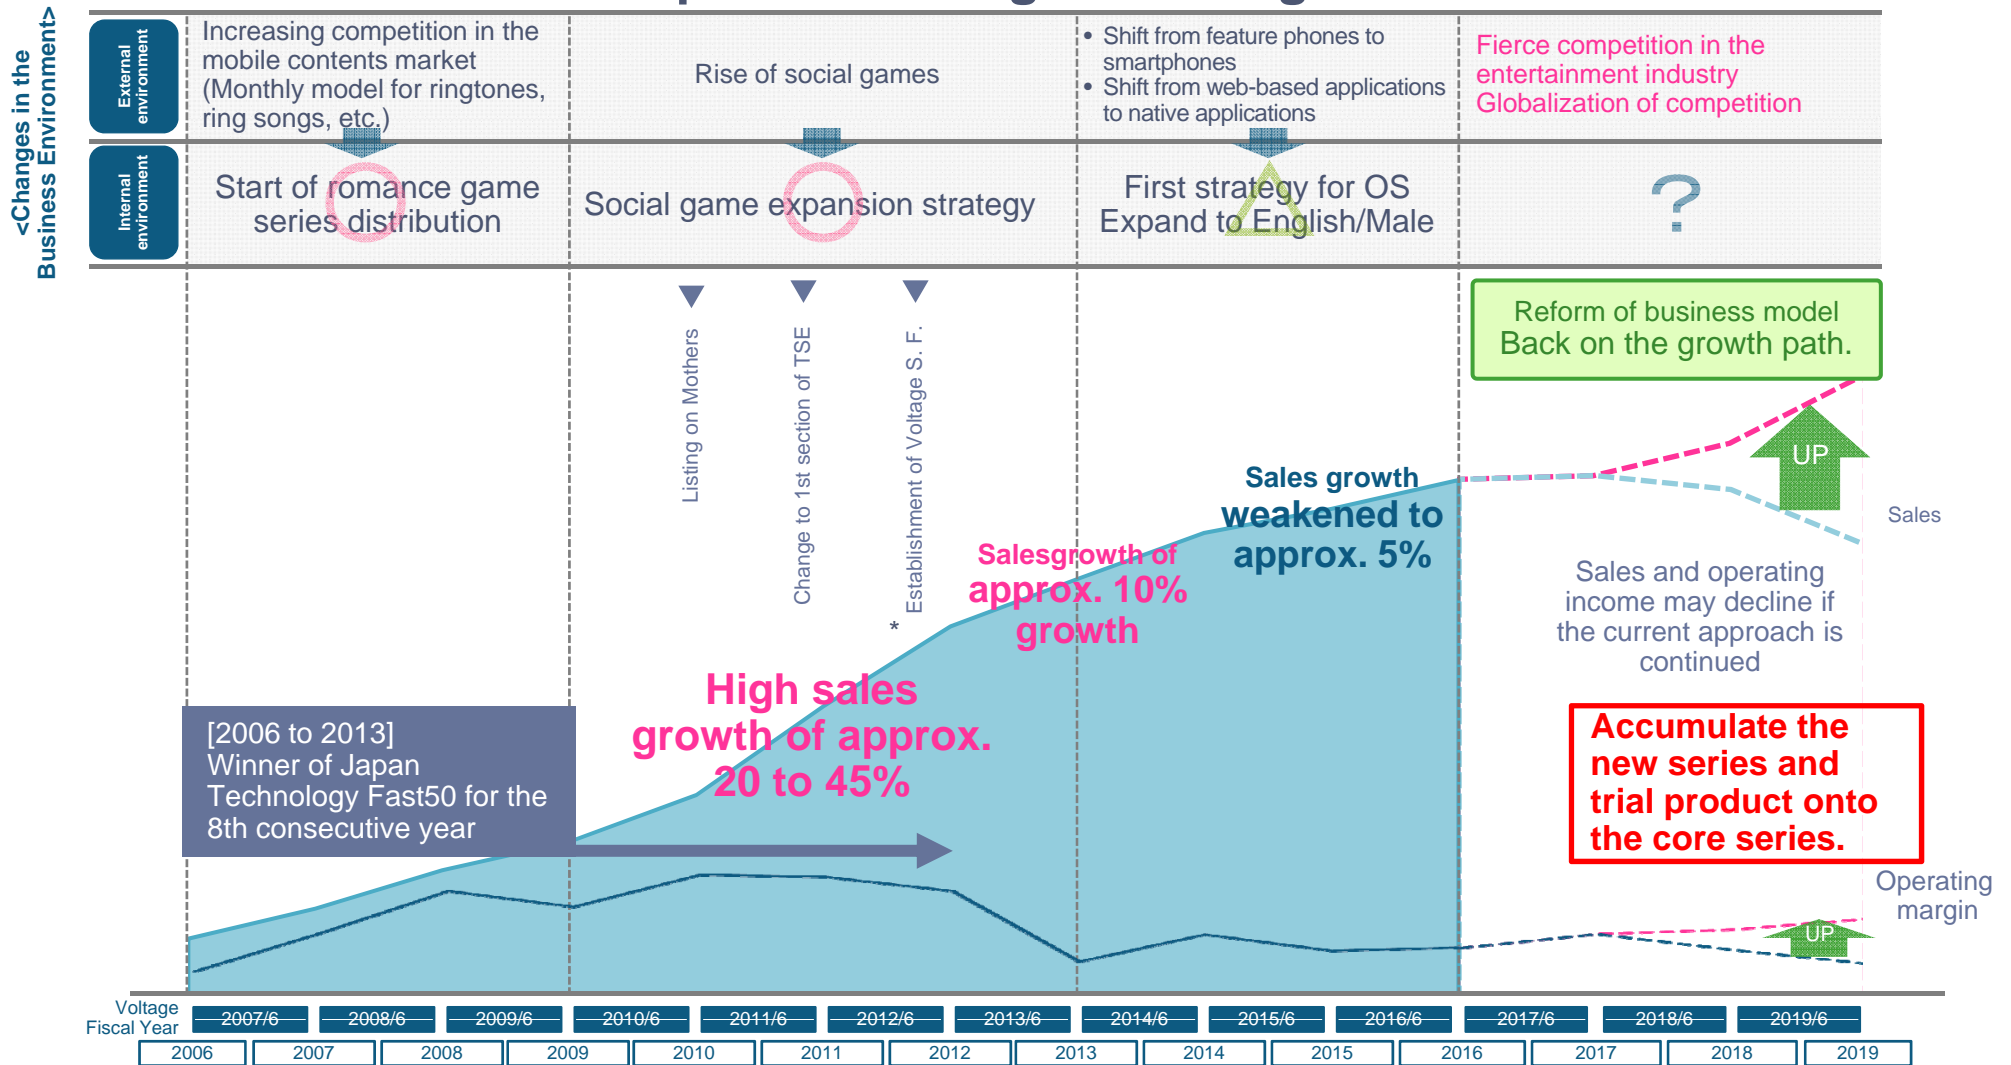 <Changes in the
Business Environment>
External
environment
Increasing competition in the
mobile contents market
(Monthly model for ringtones,
ring songs, etc.)
Rise of social games
• Shift from feature phones to
smartphones
• Shift from web-based applications
to native applications
Fierce competition in the
entertainment industry
Globalization of competition
Internal
environment
Start of romance game
series distribution
Social game expansion strategy
First strategy for OS
Expand to English/Male
?
Listing on Mothers
Change to 1st section of TSE
* Establishment of Voltage S. F.
Reform of business model
Back on the growth path.
UP
Sales
Sales growth
weakened to
approx. 5%
Salesgrowth of
approx. 10%
growth
High sales
growth of approx.
20 to 45%
Sales and operating
income may decline if
the current approach is
continued
[2006 to 2013]
Winner of Japan
Technology Fast50 for the
8th consecutive year
Accumulate the
new series and
trial product onto
the core series.
Operating
margin
UP
Voltage
Fiscal Year
2007/6 2008/6 2009/6 2010/6 2011/6 2012/6 2013/6 2014/6 2015/6 2016/6 2017/6 2018/6 2019/6
2006 2007 2008 2009 2010 2011 2012 2013 2014 2015 2016 2017 2018 2019